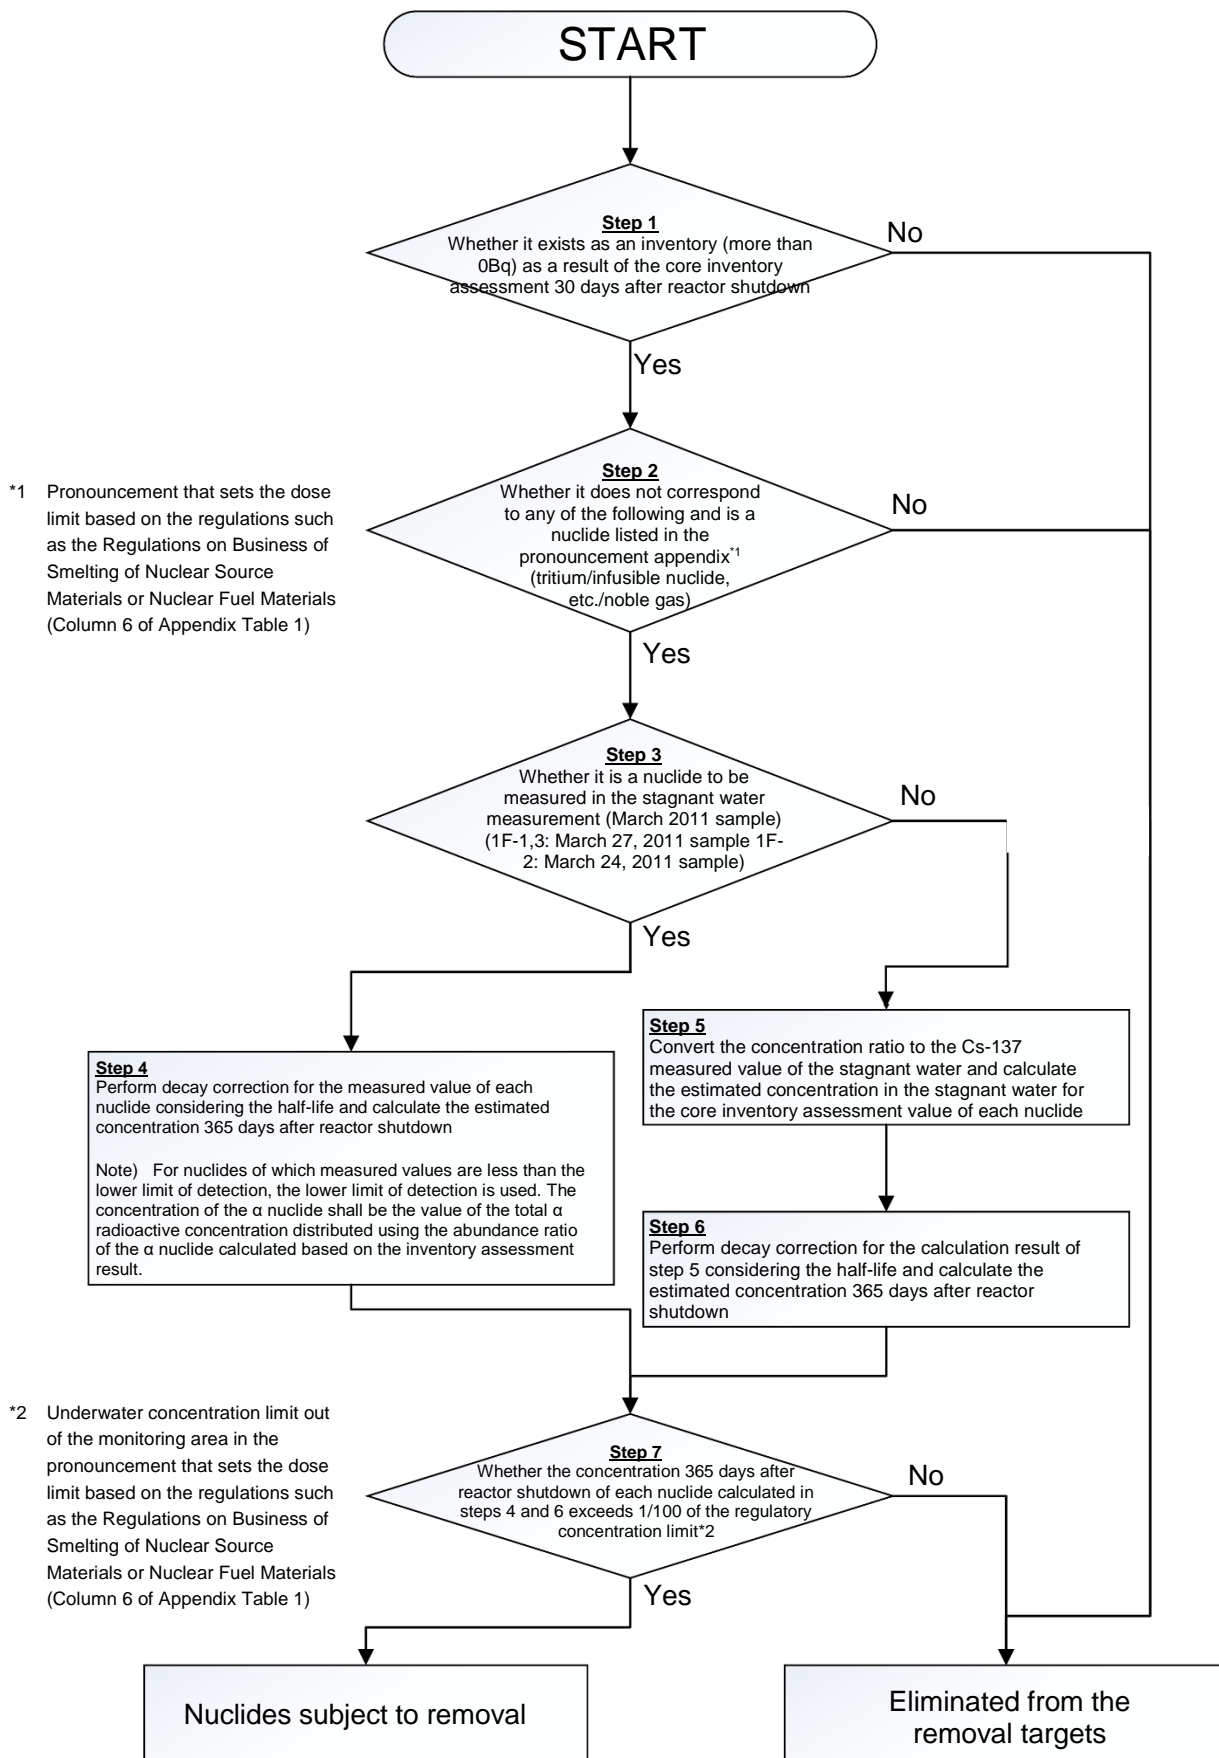 START
Step 1
Whether it exists as an inventory (more than
0Bq) as a result of the core inventory
assessment 30 days after reactor shutdown
No
Yes
*1 Pronouncement that sets the dose
limit based on the regulations such
as the Regulations on Business of
Smelting of Nuclear Source
Materials or Nuclear Fuel Materials
(Column 6 of Appendix Table 1)
Step 2
Whether it does not correspond
to any of the following and is a
nuclide listed in the
pronouncement appendix*1
(tritium/infusible nuclide,
etc./noble gas)
No
Yes
Step 3
Whether it is a nuclide to be
measured in the stagnant water
measurement (March 2011 sample)
(1F-1,3: March 27, 2011 sample 1F-
2: March 24, 2011 sample)
No
Yes
Step 4
Perform decay correction for the measured value of each
nuclide considering the half-life and calculate the estimated
concentration 365 days after reactor shutdown
Note) For nuclides of which measured values are less than the
lower limit of detection, the lower limit of detection is used. The
concentration of the α nuclide shall be the value of the total α
radioactive concentration distributed using the abundance ratio
of the α nuclide calculated based on the inventory assessment
result.
Step 5
Convert the concentration ratio to the Cs-137
measured value of the stagnant water and calculate
the estimated concentration in the stagnant water for
the core inventory assessment value of each nuclide
Step 6
Perform decay correction for the calculation result of
step 5 considering the half-life and calculate the
estimated concentration 365 days after reactor
shutdown
*2 Underwater concentration limit out
of the monitoring area in the
pronouncement that sets the dose
limit based on the regulations such
as the Regulations on Business of
Smelting of Nuclear Source
Materials or Nuclear Fuel Materials
(Column 6 of Appendix Table 1)
Step 7
Whether the concentration 365 days after
reactor shutdown of each nuclide calculated in
steps 4 and 6 exceeds 1/100 of the regulatory
concentration limit*2
No
Yes
Nuclides subject to removal
Eliminated from the
removal targets